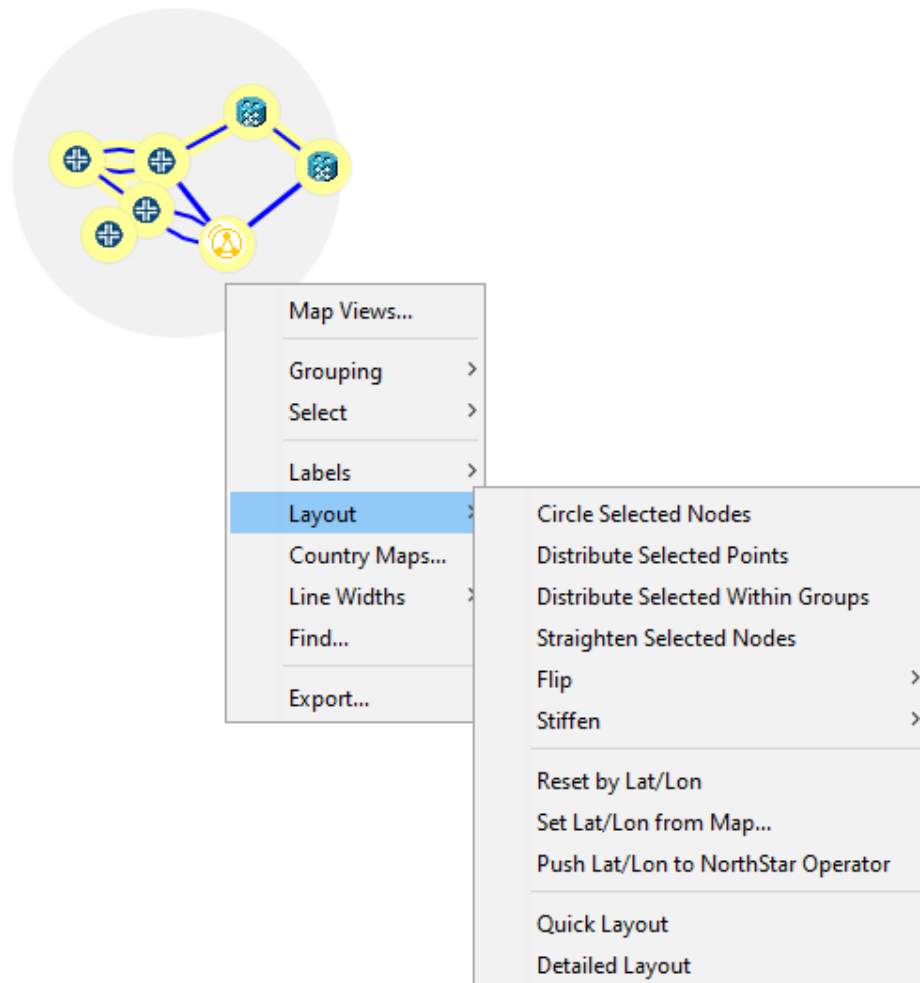 Map Views...
Grouping
Select
Labels
Layout
Country Maps...
Line Widths
Find...
Export...
Circle Selected Nodes
Distribute Selected Points
Distribute Selected Within Groups
Straighten Selected Nodes
Flip
Stiffen
Reset by Lat/Lon
Set Lat/Lon from Map...
Push Lat/Lon to NorthStar Operator
Quick Layout
Detailed Layout